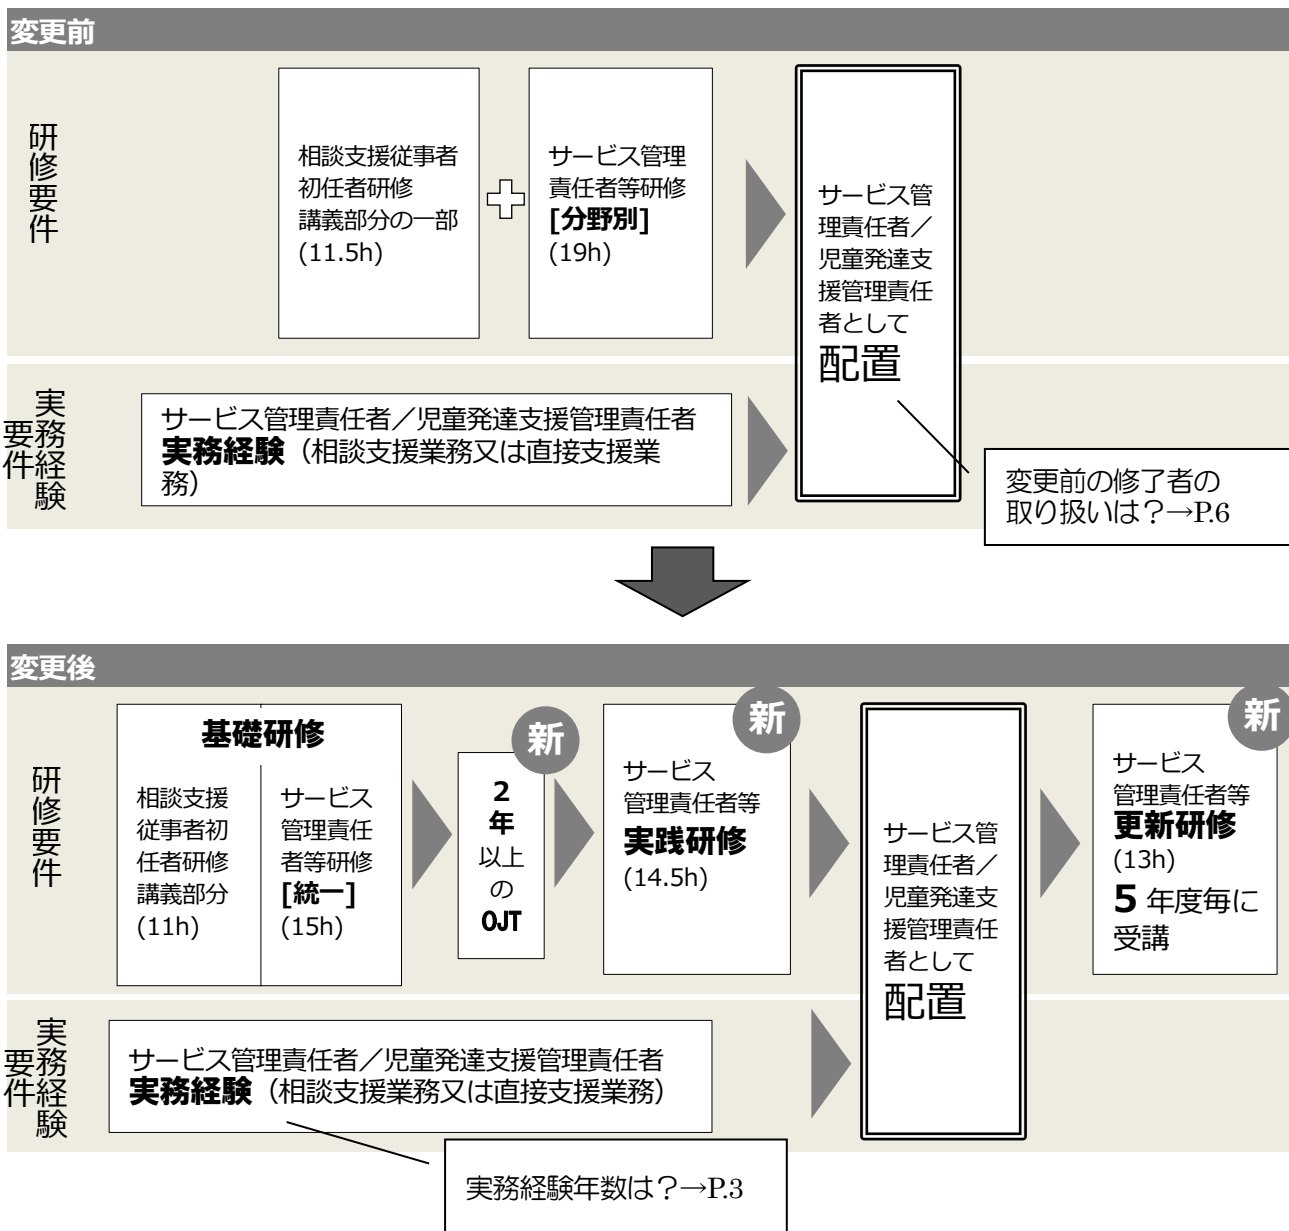 変更前
研修要件
相談支援従事者
初任者研修
講義部分の一部
(11.5h)
サービス管理
責任者等研修
[分野別]
(19h)
サービス管
理責任者／
児童発達支
援管理責任
者として
配置
実務経験
要件
サービス管理責任者／児童発達支援管理責任者
実務経験（相談支援業務又は直接支援業
務）
変更前の修了者の
取り扱いは？→P.6
変更後
研修要件
基礎研修
相談支援
従事者初
任者研修
講義部分
(11h)
サービス
管理責任
者等研修
[統一]
(15h)
新
2
年
以上
の
OJT
新
サービス
管理責任者等
実践研修
(14.5h)
サービス管
理責任者／
児童発達支
援管理責任
者として
配置
新
サービス
管理責任者等
更新研修
(13h)
5 年度毎に
受講
実務経験
要件
サービス管理責任者／児童発達支援管理責任者
実務経験（相談支援業務又は直接支援業務）
実務経験年数は？→P.3